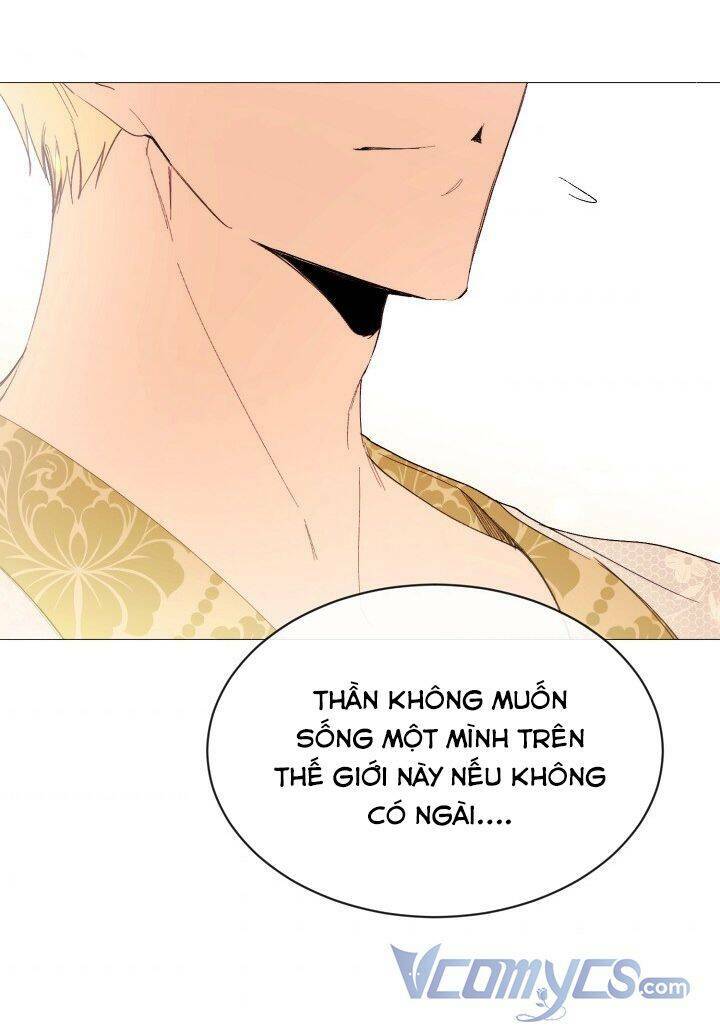 THẦN KHÔNG MUỐN
SỐNG MỘT MÌNH TRÊN
THẾ GIỚI NÀY NẾU KHÔNG
CÓ NGÀI....
VCOMYCS.com